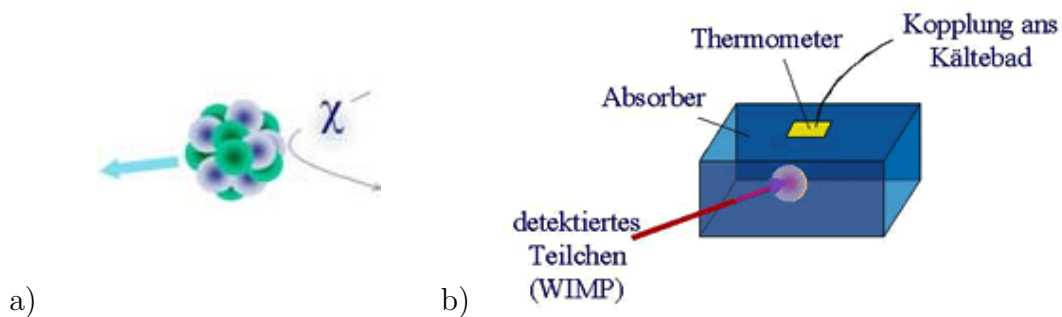 χ
a)
Kopplung ans
Kältebad
Thermometer
Absorber
detektiertes
Teilchen
(WIMP)
b)